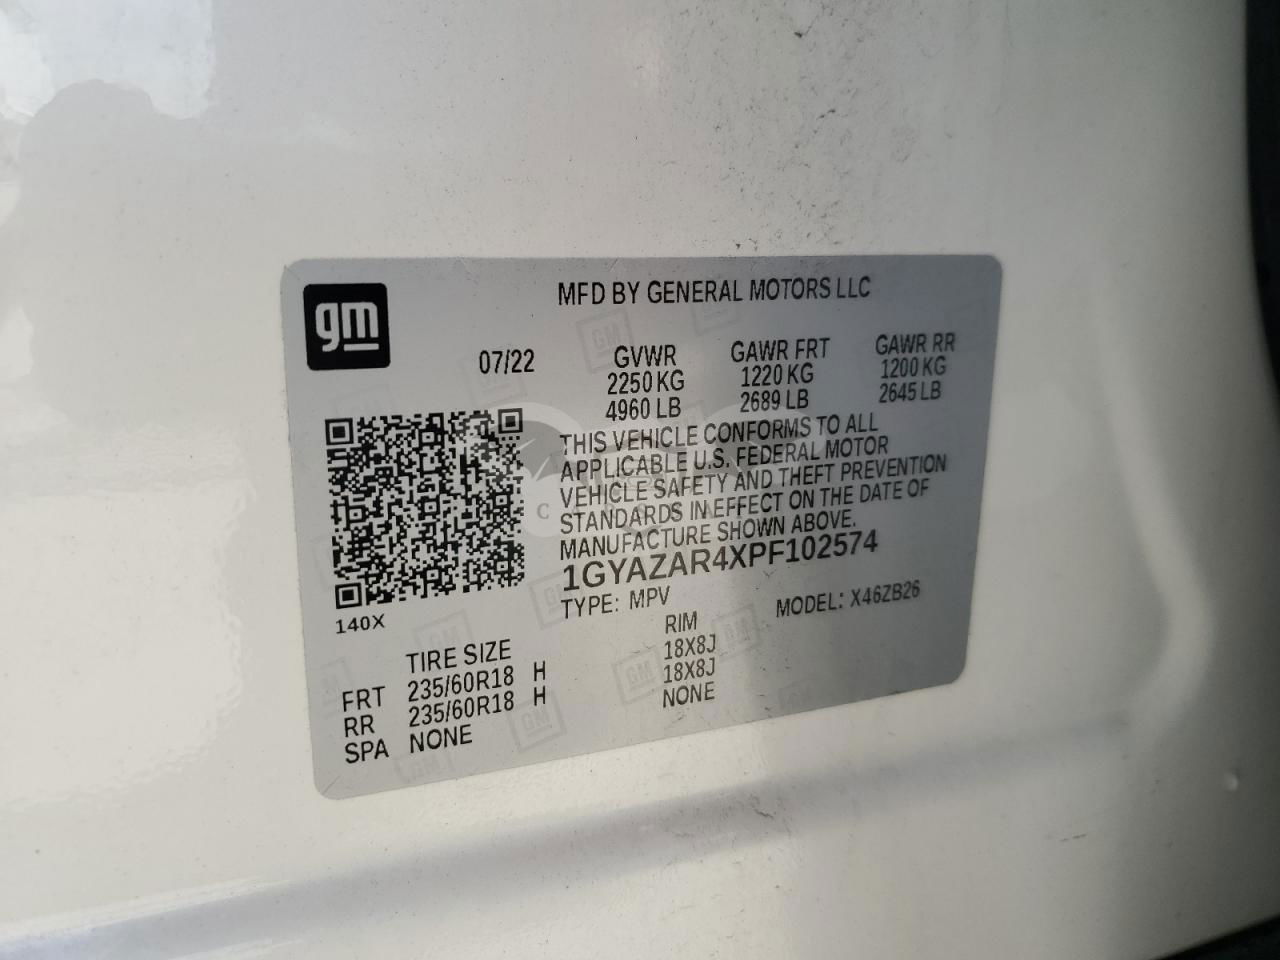 gm
MFD BY GENERAL MOTORS LLC
07/22
GVWR
2250 KG
4960 LB
GAWR FRT
1220 KG
2689 LB
GAWR RR
1200 KG
2645 LB
THIS VEHICLE CONFORMS TO ALL
APPLICABLE U.S. FEDERAL MOTOR
VEHICLE SAFETY AND THEFT PREVENTION
STANDARDS IN EFFECT ON THE DATE OF
MANUFACTURE SHOWN ABOVE.
1GYAZAR4XPF102574
TYPE: MPV MODEL: X46ZB26
140X
TIRE SIZE RIM
FRT 235/60R18 H 18X8J
RR 235/60R18 H 18X8J
SPA NONE NONE